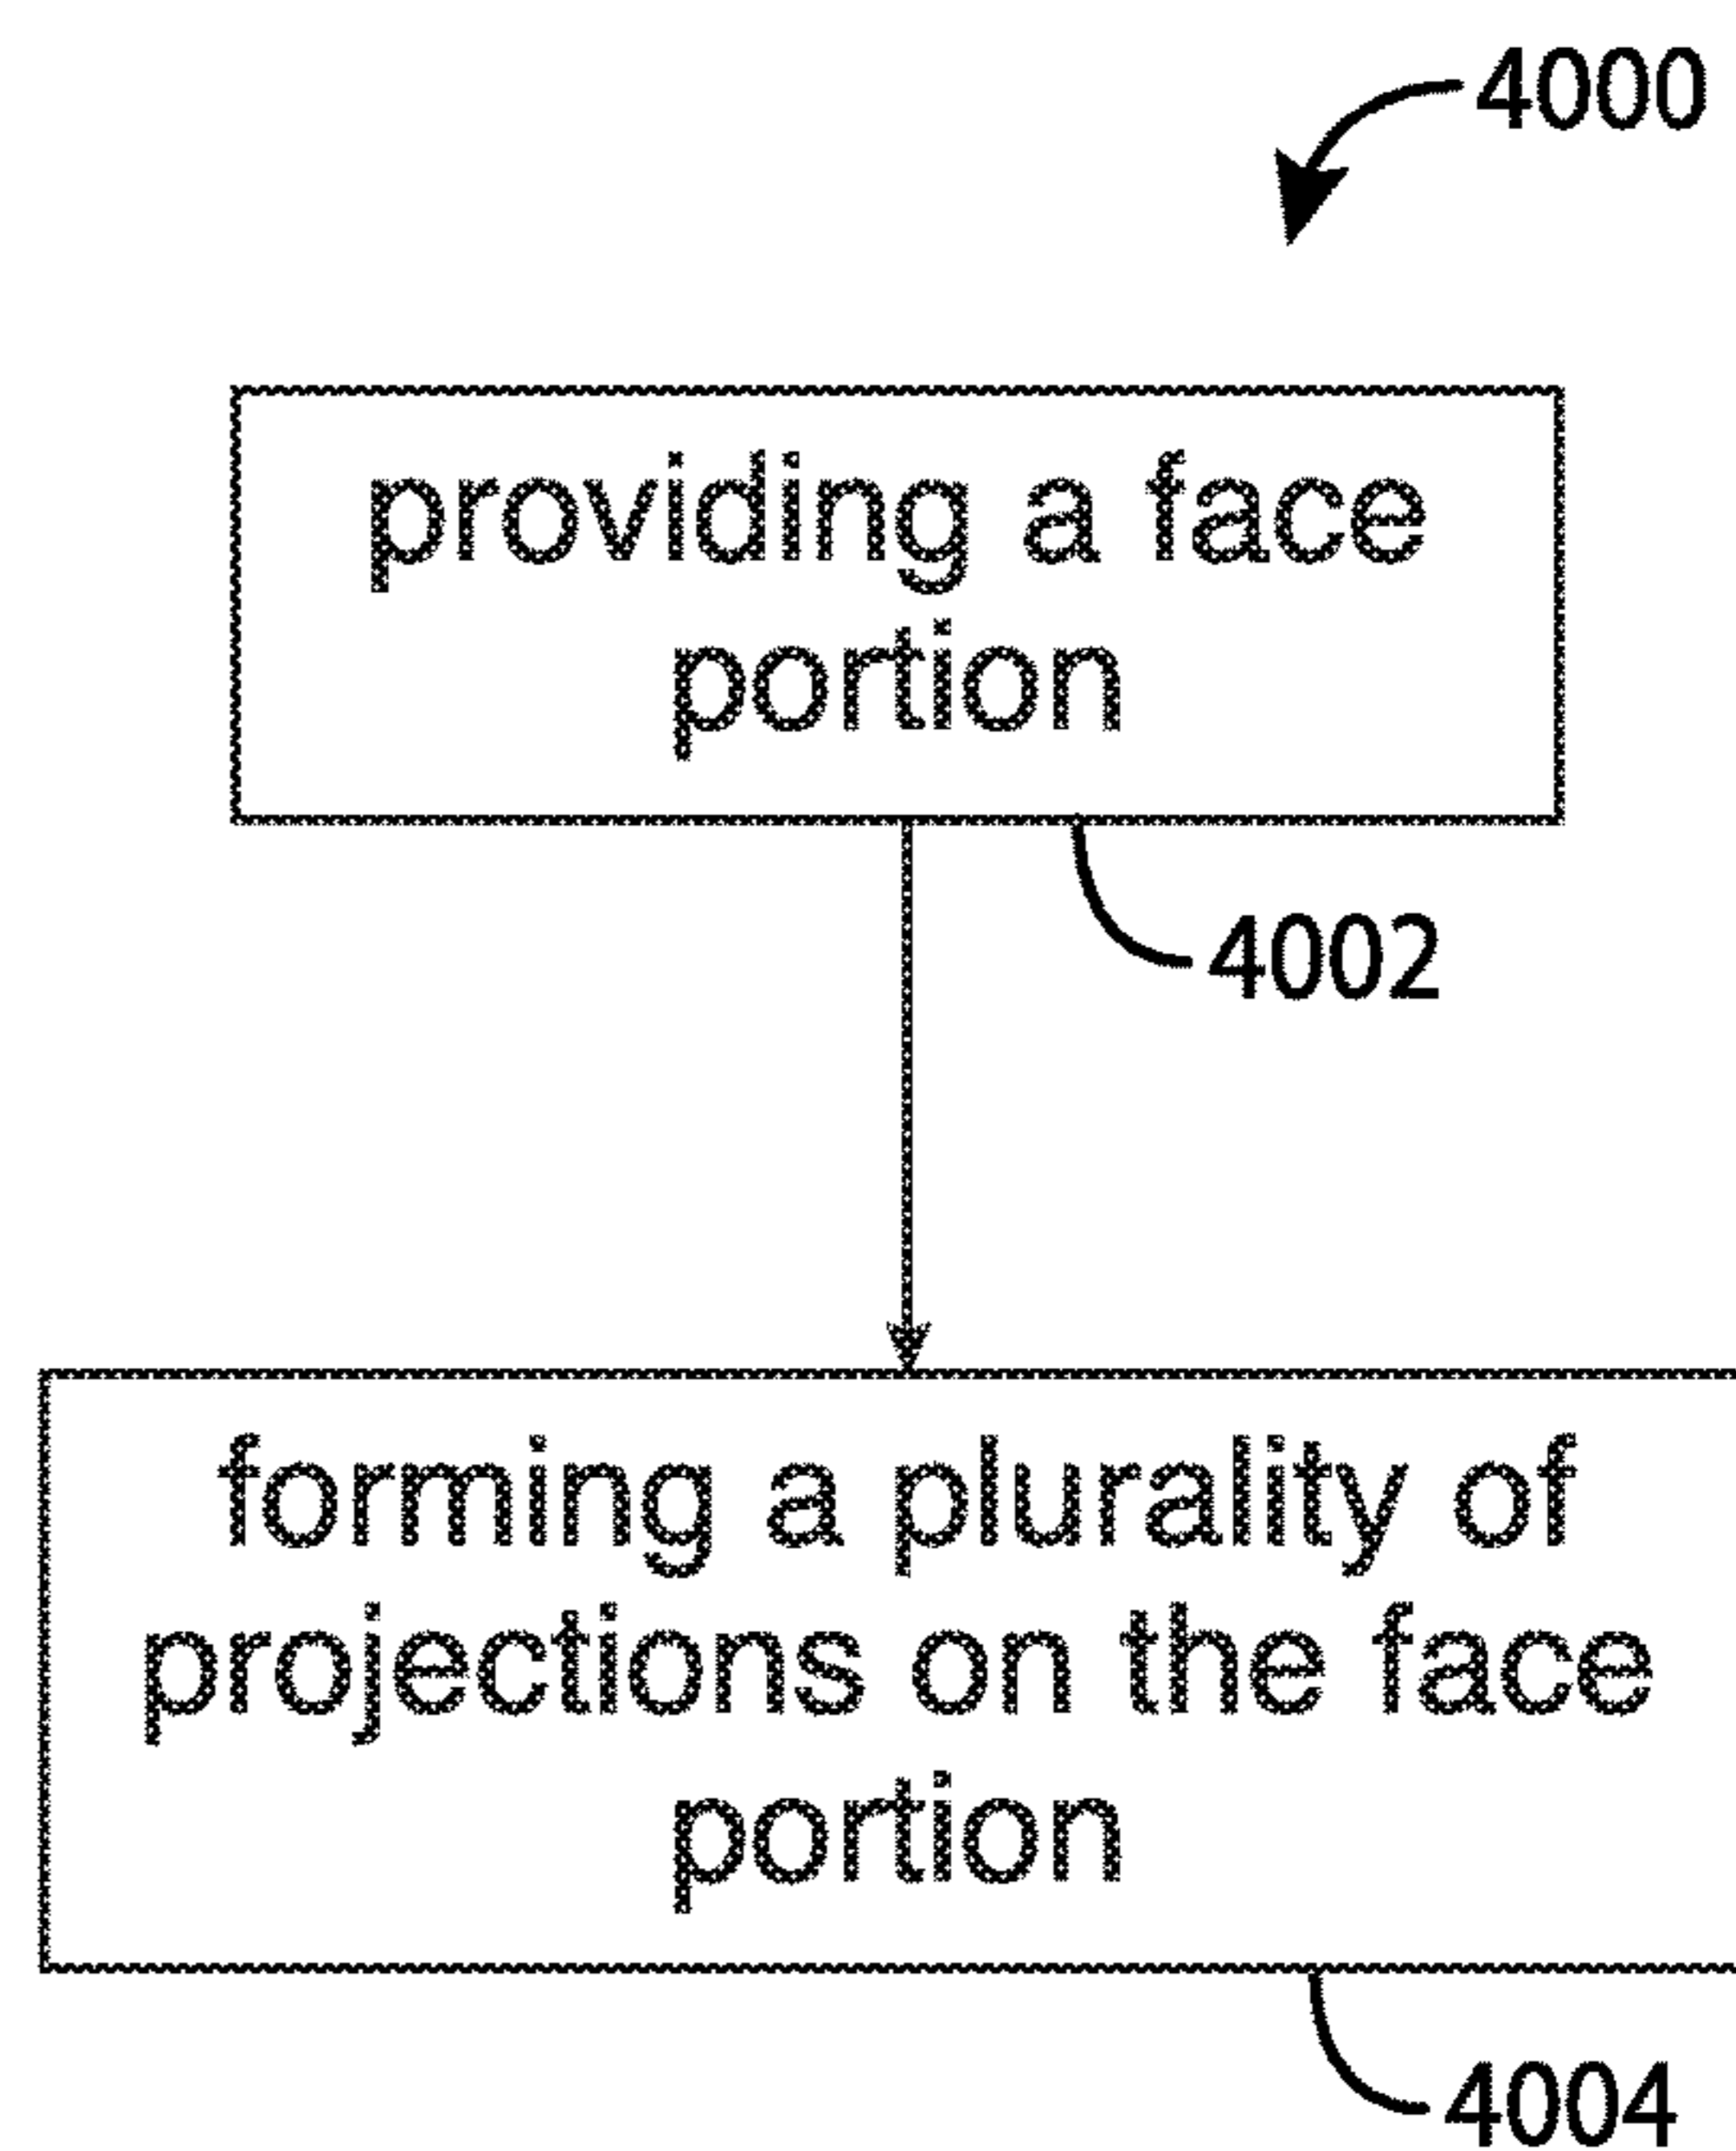 4000
providing a face
portion
4002
forming a plurality of
projections on the face
portion
4004